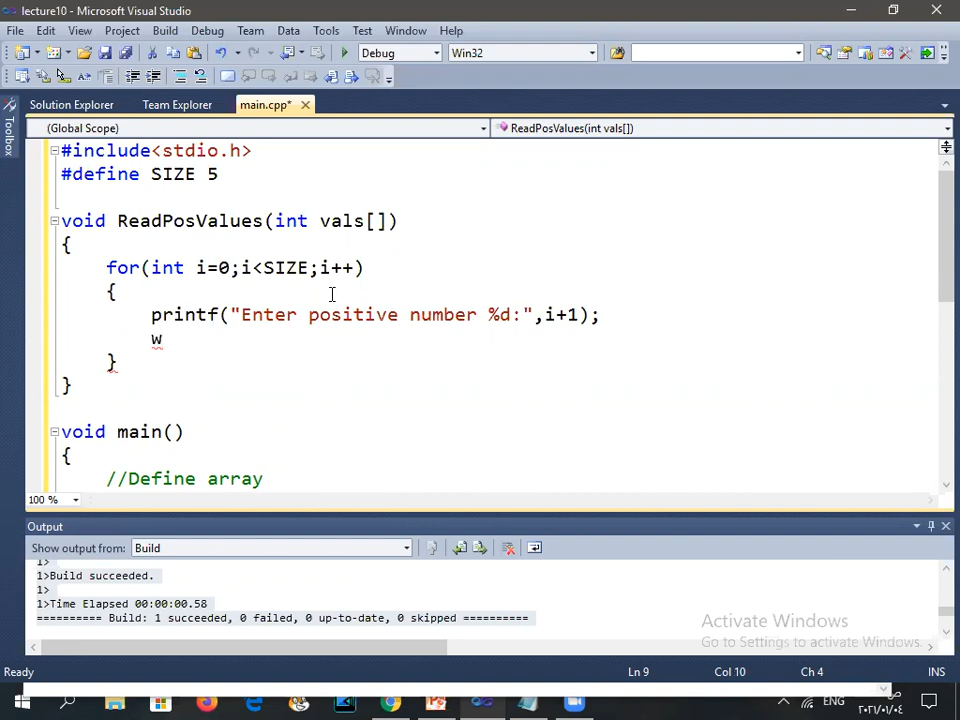 lecture10 - Microsoft Visual Studio
File Edit View Project Build Debug Team Data Tools Test Window Help
Debug Win32
Solution Explorer Team Explorer main.cpp*
Toolbox
(Global Scope) ReadPosValues(int vals[])
#include<stdio.h>
#define SIZE 5
void ReadPosValues(int vals[])
{
for(int i=0;i<SIZE;i++)
{
printf("Enter positive number %d:",i+1);
w
}
}
void main()
{
//Define array
100 %
Output
Show output from: Build
1>
1>Build succeeded.
1>
1>Time Elapsed 00:00:00.58
========== Build: 1 succeeded, 0 failed, 0 up-to-date, 0 skipped ==========
Activate Windows
Go to Settings to activate Windows.
Ready Ln 9 Col 10 Ch 4 INS
ENG
٢٠٢١/٠١/٠٤